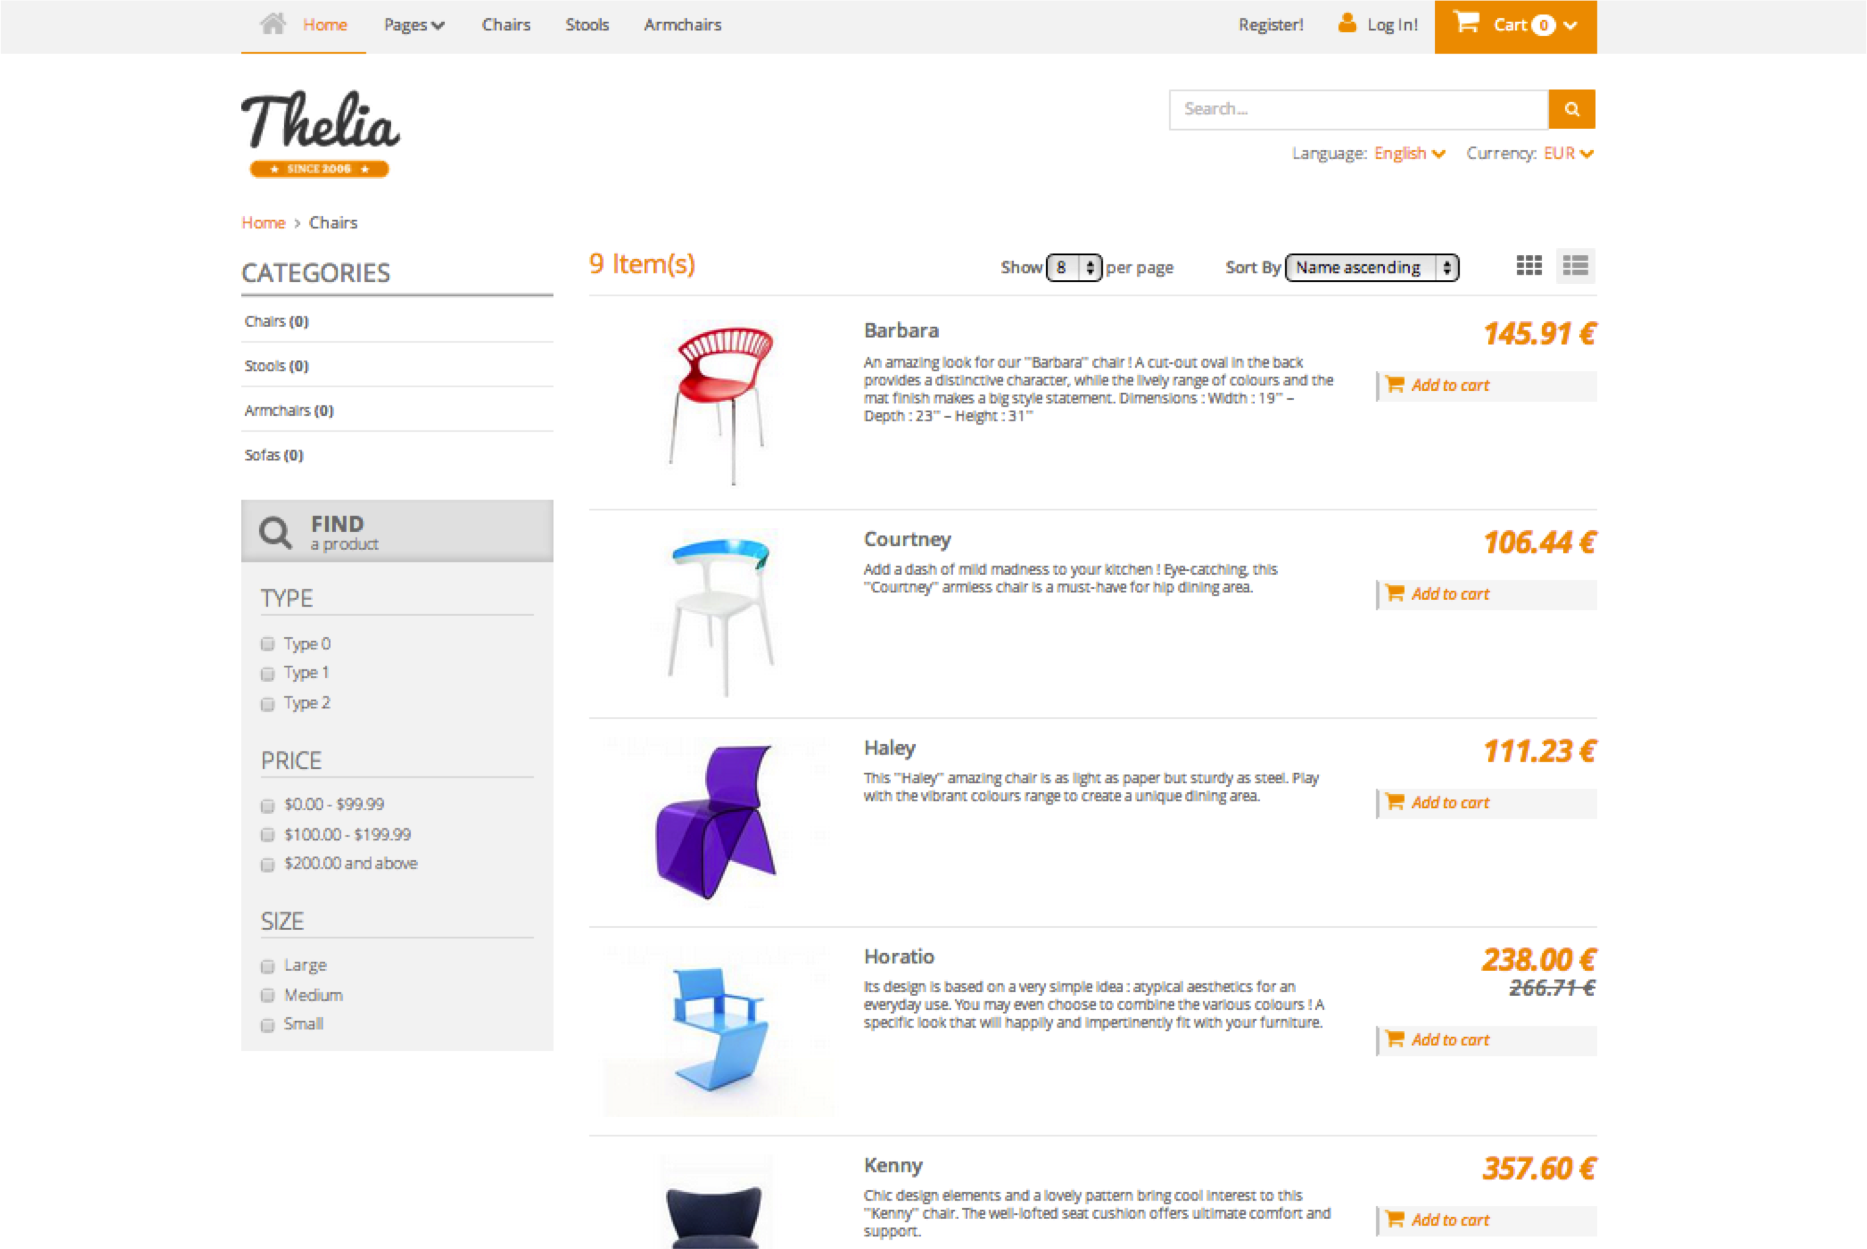 Home Pages Chairs Stools Armchairs Register! Log In! Cart 0
Thelia
SINCE 2006
Search...
Language: English Currency: EUR
Home > Chairs
CATEGORIES
Chairs (0)
Stools (0)
Armchairs (0)
Sofas (0)
FIND
a product
TYPE
Type 0
Type 1
Type 2
PRICE
$0.00 - $99.99
$100.00 - $199.99
$200.00 and above
SIZE
Large
Medium
Small
9 Item(s) Show 8 per page Sort By Name ascending
Barbara
An amazing look for our "Barbara" chair ! A cut-out oval in the back
provides a distinctive character, while the lively range of colours and the
mat finish makes a big style statement. Dimensions : Width : 19" –
Depth : 23" – Height : 31"
145.91 €
Add to cart
Courtney
Add a dash of mild madness to your kitchen ! Eye-catching, this
"Courtney" armless chair is a must-have for hip dining area.
106.44 €
Add to cart
Haley
This "Haley" amazing chair is as light as paper but sturdy as steel. Play
with the vibrant colours range to create a unique dining area.
111.23 €
Add to cart
Horatio
Its design is based on a very simple idea : atypical aesthetics for an
everyday use. You may even choose to combine the various colours ! A
specific look that will happily and impertinently fit with your furniture.
238.00 €
266.71 €
Add to cart
Kenny
Chic design elements and a lovely pattern bring cool interest to this
"Kenny" chair. The well-lofted seat cushion offers ultimate comfort and
support.
357.60 €
Add to cart